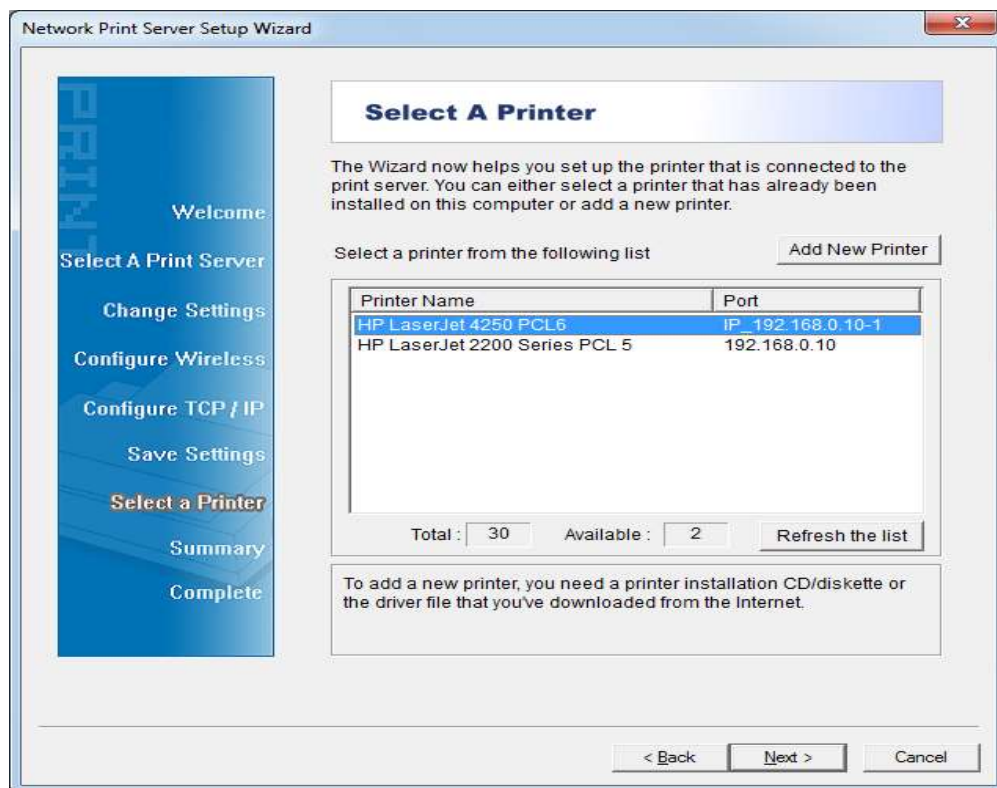 Network Print Server Setup Wizard
PRINT
Welcome
Select A Print Server
Change Settings
Configure Wireless
Configure TCP / IP
Save Settings
Select a Printer
Summary
Complete
Select A Printer
The Wizard now helps you set up the printer that is connected to the
print server. You can either select a printer that has already been
installed on this computer or add a new printer.
Select a printer from the following list
Add New Printer
Printer Name Port
HP LaserJet 4250 PCL6 IP_192.168.0.10-1
HP LaserJet 2200 Series PCL 5 192.168.0.10
Total : 30 Available : 2 Refresh the list
To add a new printer, you need a printer installation CD/diskette or
the driver file that you've downloaded from the Internet.
< Back Next > Cancel